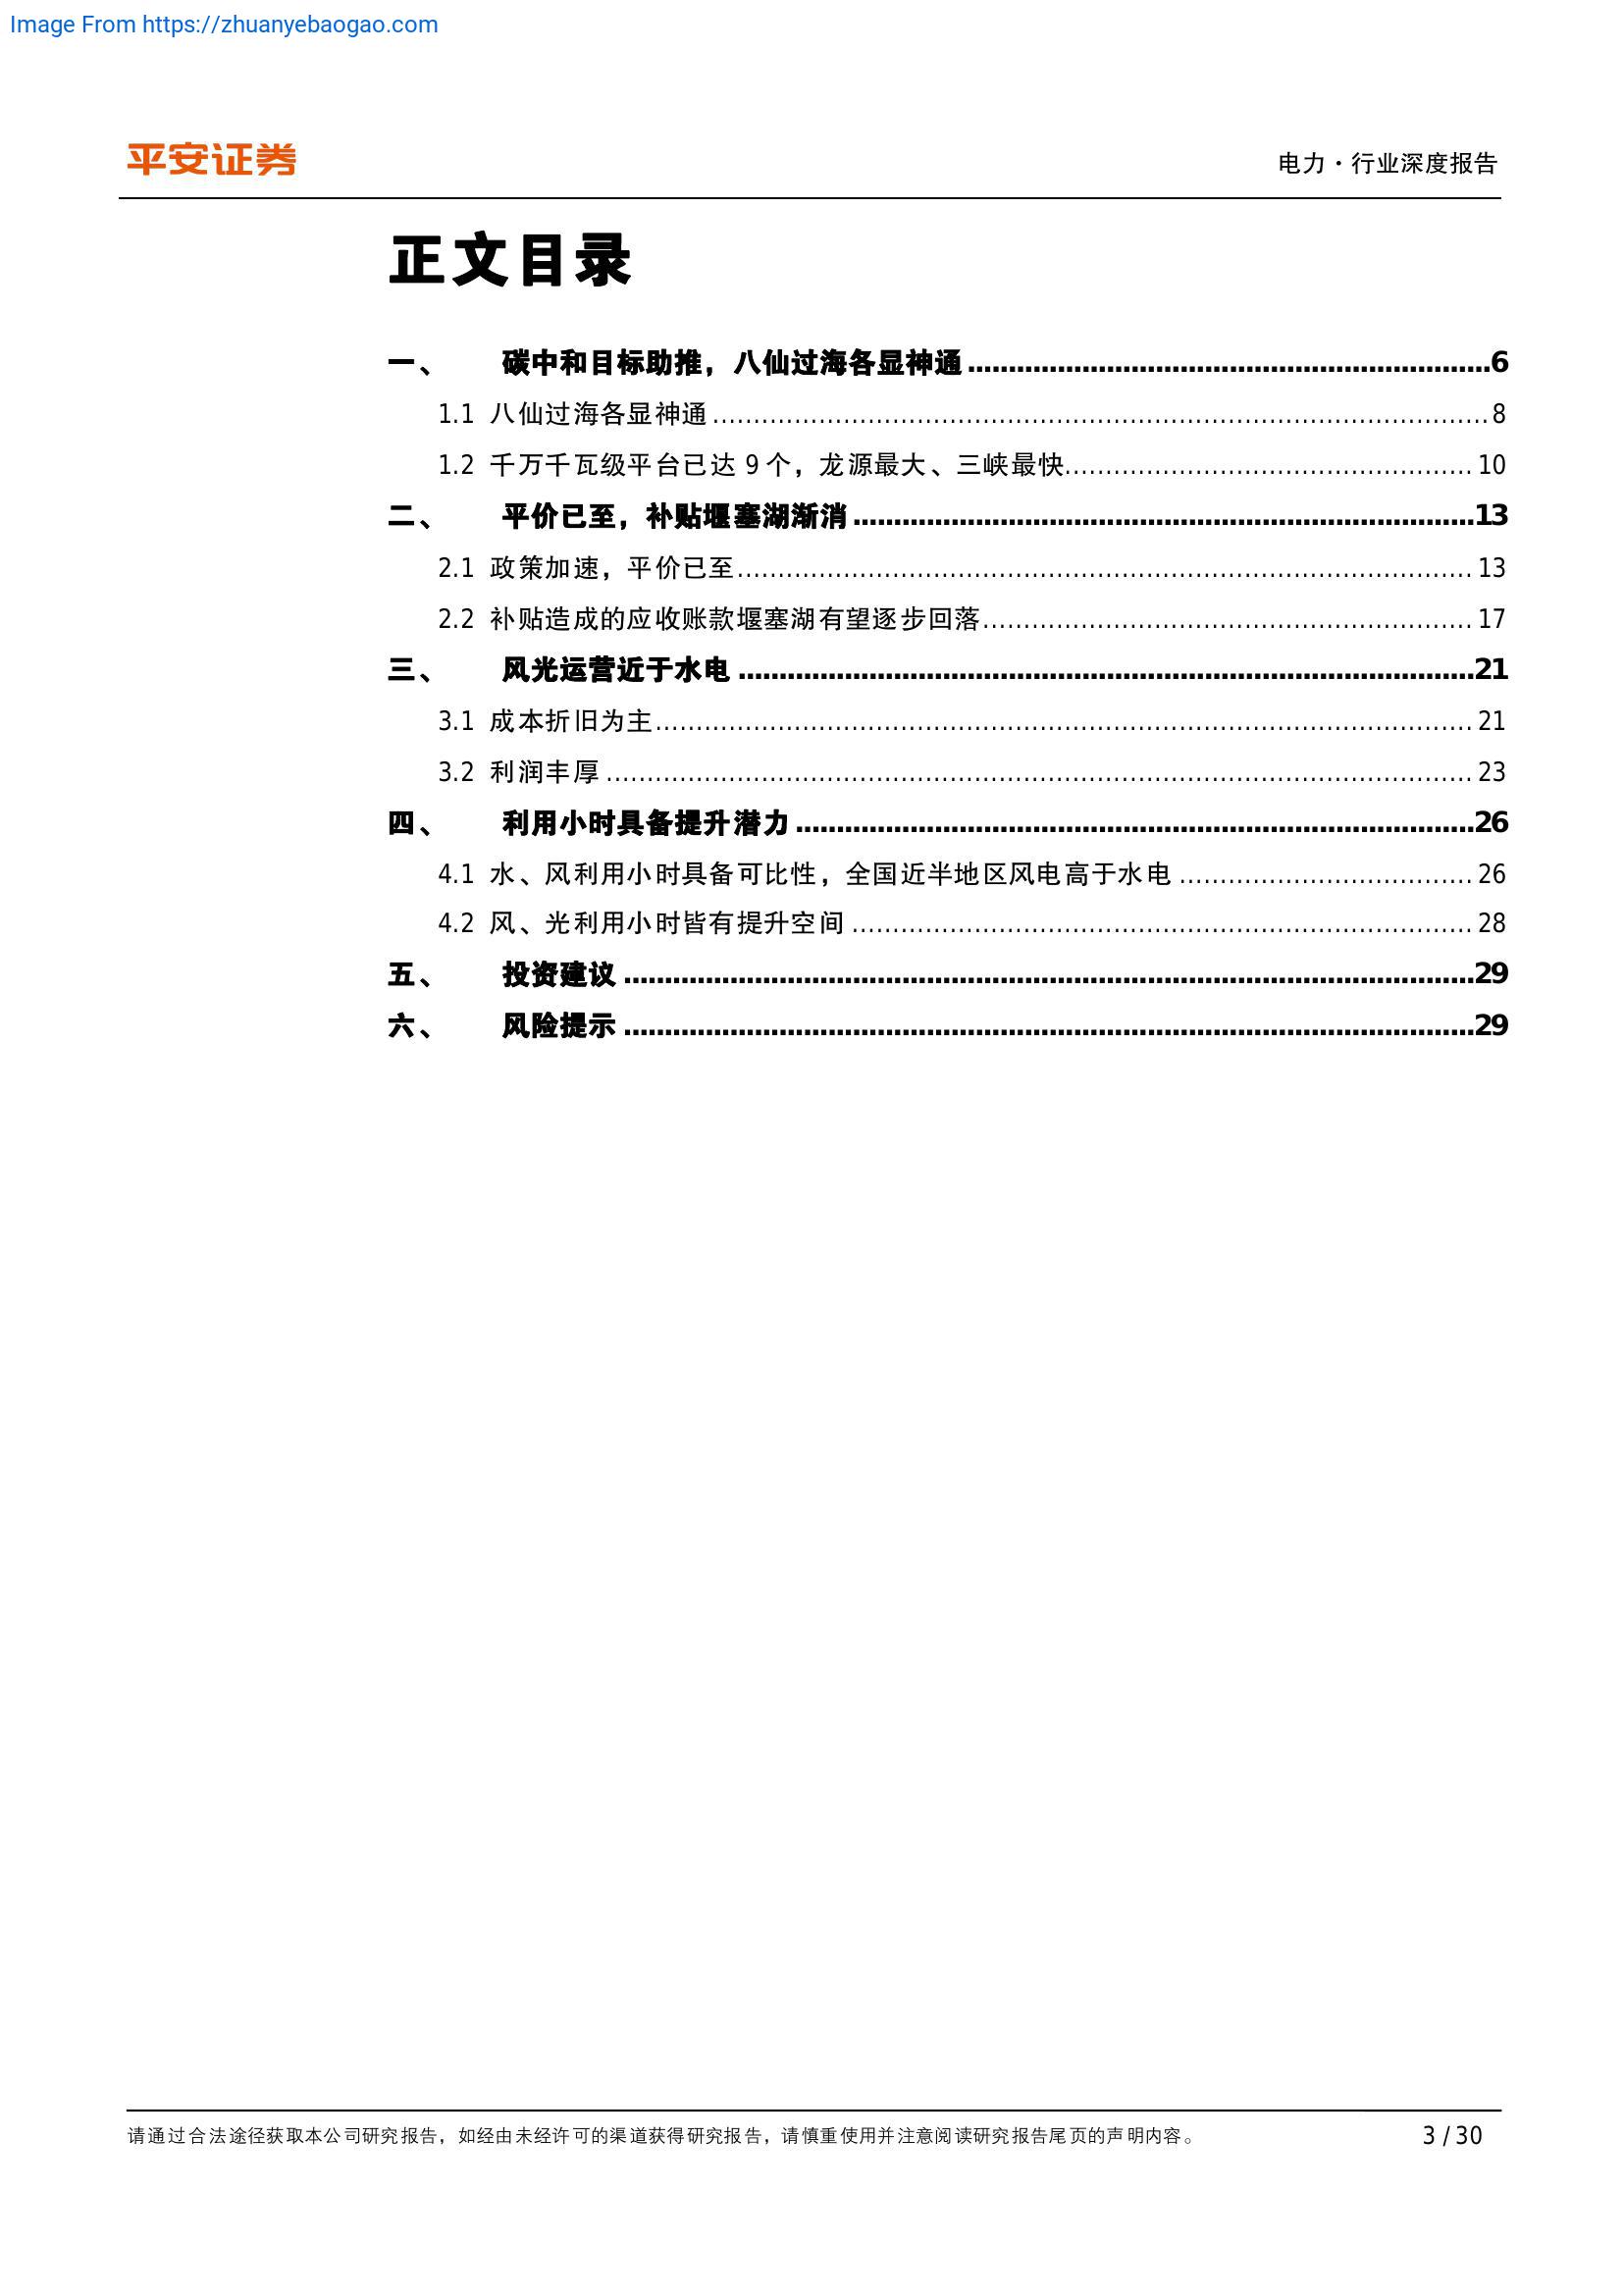 Image From https://zhuanyebaogao.com
平安证券
电力·行业深度报告
正文目录
一、 碳中和目标助推，八仙过海各显神通 6
1.1 八仙过海各显神通 8
1.2 千万千瓦级平台已达 9 个，龙源最大、三峡最快 10
二、 平价已至，补贴堰塞湖渐消 13
2.1 政策加速，平价已至 13
2.2 补贴造成的应收账款堰塞湖有望逐步回落 17
三、 风光运营近于水电 21
3.1 成本折旧为主 21
3.2 利润丰厚 23
四、 利用小时具备提升潜力 26
4.1 水、风利用小时具备可比性，全国近半地区风电高于水电 26
4.2 风、光利用小时皆有提升空间 28
五、 投资建议 29
六、 风险提示 29
请通过合法途径获取本公司研究报告，如经由未经许可的渠道获得研究报告，请慎重使用并注意阅读研究报告尾页的声明内容。
3 / 30